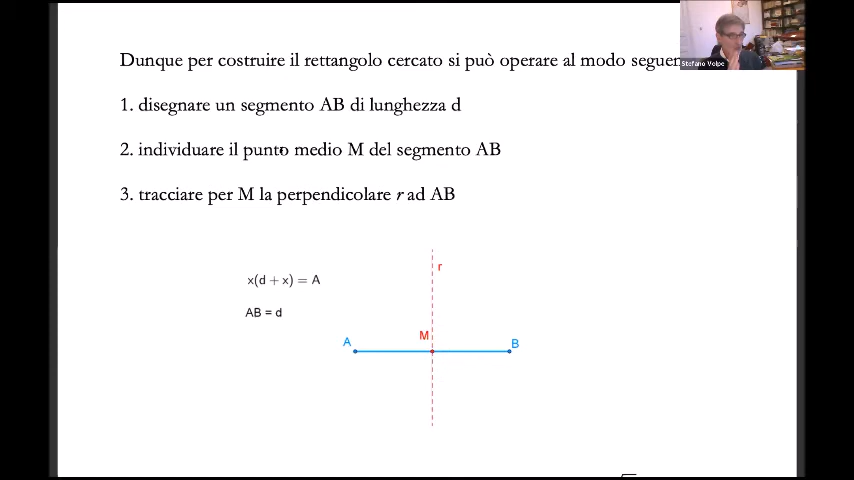 Dunque per costruire il rettangolo cercato si può operare al modo
Stefano Volpe
1. disegnare un segmento AB di lunghezza d
2. individuare il punto medio M del segmento AB
3. tracciare per M la perpendicolare r ad AB
r
x(d + x) = A
AB = d
M
A
B